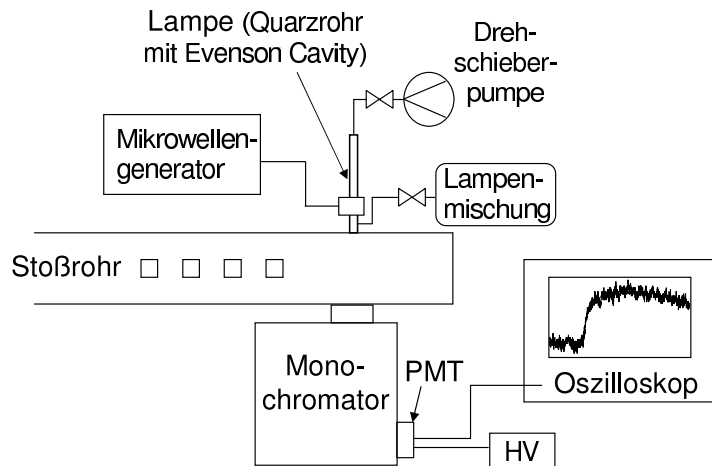 Lampe (Quarzrohr
mit Evenson Cavity)
Dreh-
schieber-
pumpe
Mikrowellen-
generator
Lampen-
mischung
Stoßrohr
Mono-
chromator
PMT
Oszilloskop
HV